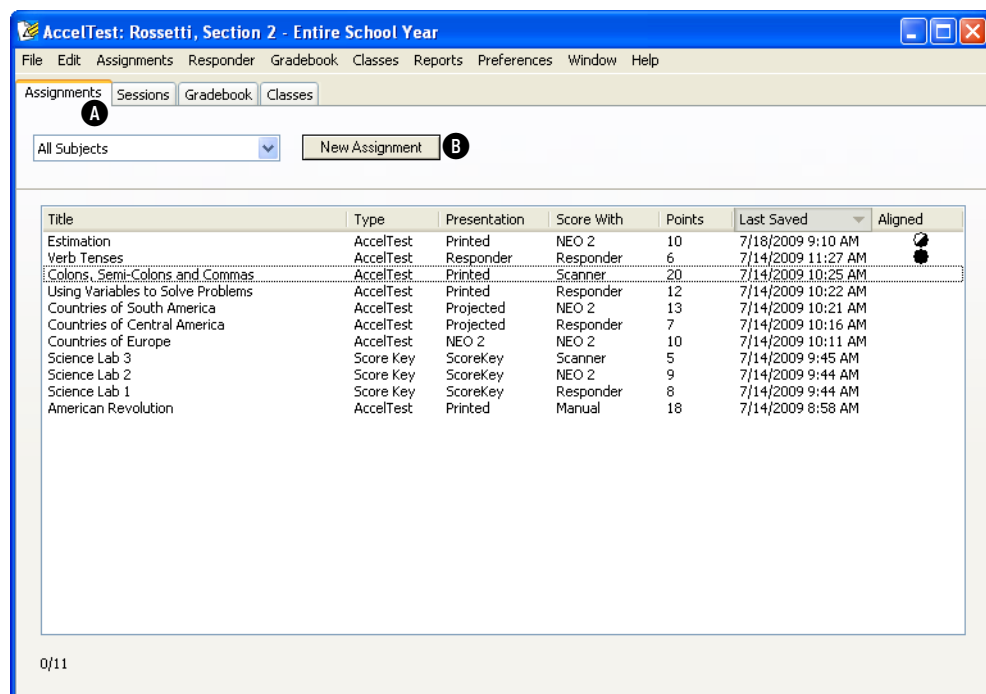 AccelTest: Rossetti, Section 2 - Entire School Year
File Edit Assignments Responder Gradebook Classes Reports Preferences Window Help
Assignments Sessions Gradebook Classes
A
All Subjects New Assignment B
Title Type Presentation Score With Points Last Saved Aligned
Estimation AccelTest Printed NEO 2 10 7/18/2009 9:10 AM
Verb Tenses AccelTest Responder Responder 6 7/14/2009 11:27 AM
Colons, Semi-Colons and Commas AccelTest Printed Scanner 20 7/14/2009 10:25 AM
Using Variables to Solve Problems AccelTest Printed Responder 12 7/14/2009 10:22 AM
Countries of South America AccelTest Projected NEO 2 13 7/14/2009 10:21 AM
Countries of Central America AccelTest Projected Responder 7 7/14/2009 10:16 AM
Countries of Europe AccelTest NEO 2 NEO 2 10 7/14/2009 10:11 AM
Science Lab 3 Score Key ScoreKey Scanner 5 7/14/2009 9:45 AM
Science Lab 2 Score Key ScoreKey NEO 2 9 7/14/2009 9:44 AM
Science Lab 1 Score Key ScoreKey Responder 8 7/14/2009 9:44 AM
American Revolution AccelTest Printed Manual 18 7/14/2009 8:58 AM
0/11